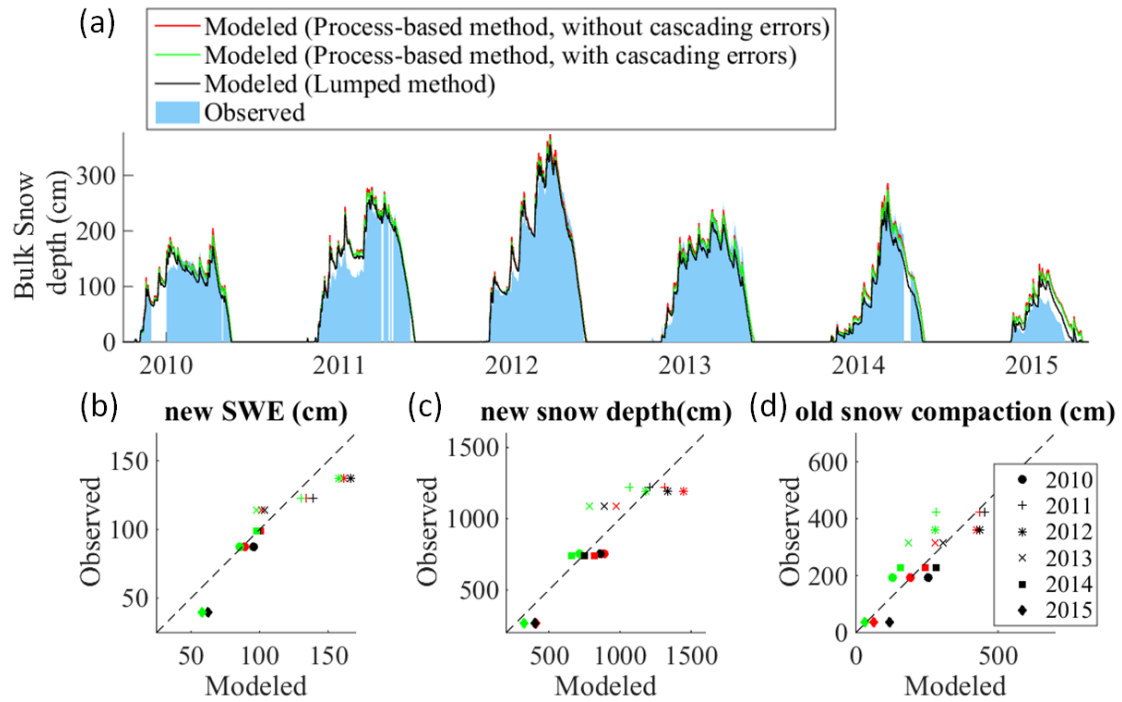 (a)
Modeled (Process-based method, without cascading errors)
Modeled (Process-based method, with cascading errors)
Modeled (Lumped method)
Observed
Bulk Snow
depth (cm)
300
200
100
0
2010 2011 2012 2013 2014 2015
(b) new SWE (cm)
150
100
50
Observed
50 100 150
Modeled
(c) new snow depth(cm)
1500
1000
500
Observed
500 1000 1500
Modeled
(d) old snow compaction (cm)
600
400
200
0
Observed
0 500
Modeled
2010
2011
2012
2013
2014
2015